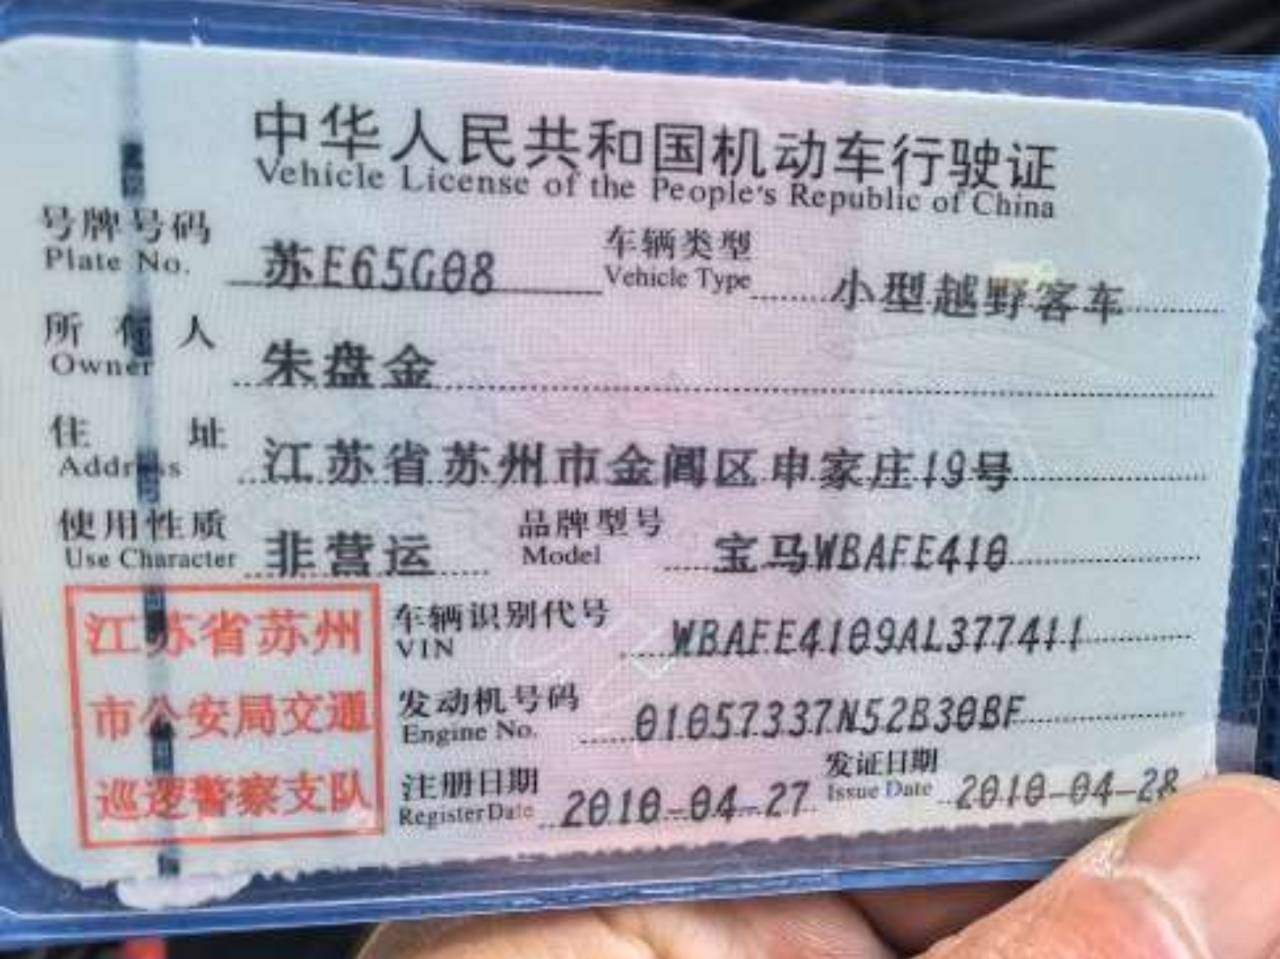 中华人民共和国机动车行驶证
Vehicle License of the People's Republic of China
号牌号码 苏E65G08 车辆类型 小型越野客车
Plate No. Vehicle Type
所有人 朱盘金
Owner
住址 江苏省苏州市金阊区申家庄19号
Address
使用性质 非营运 品牌型号 宝马WBAFE410
Use Character Model
江苏省苏州
市公安局交通
巡逻警察支队
车辆识别代号 WBAFE4109AL377411
VIN
发动机号码 01057337N52B30BF
Engine No.
注册日期 2010-04-27 发证日期 2010-04-28
Register Date Issue Date